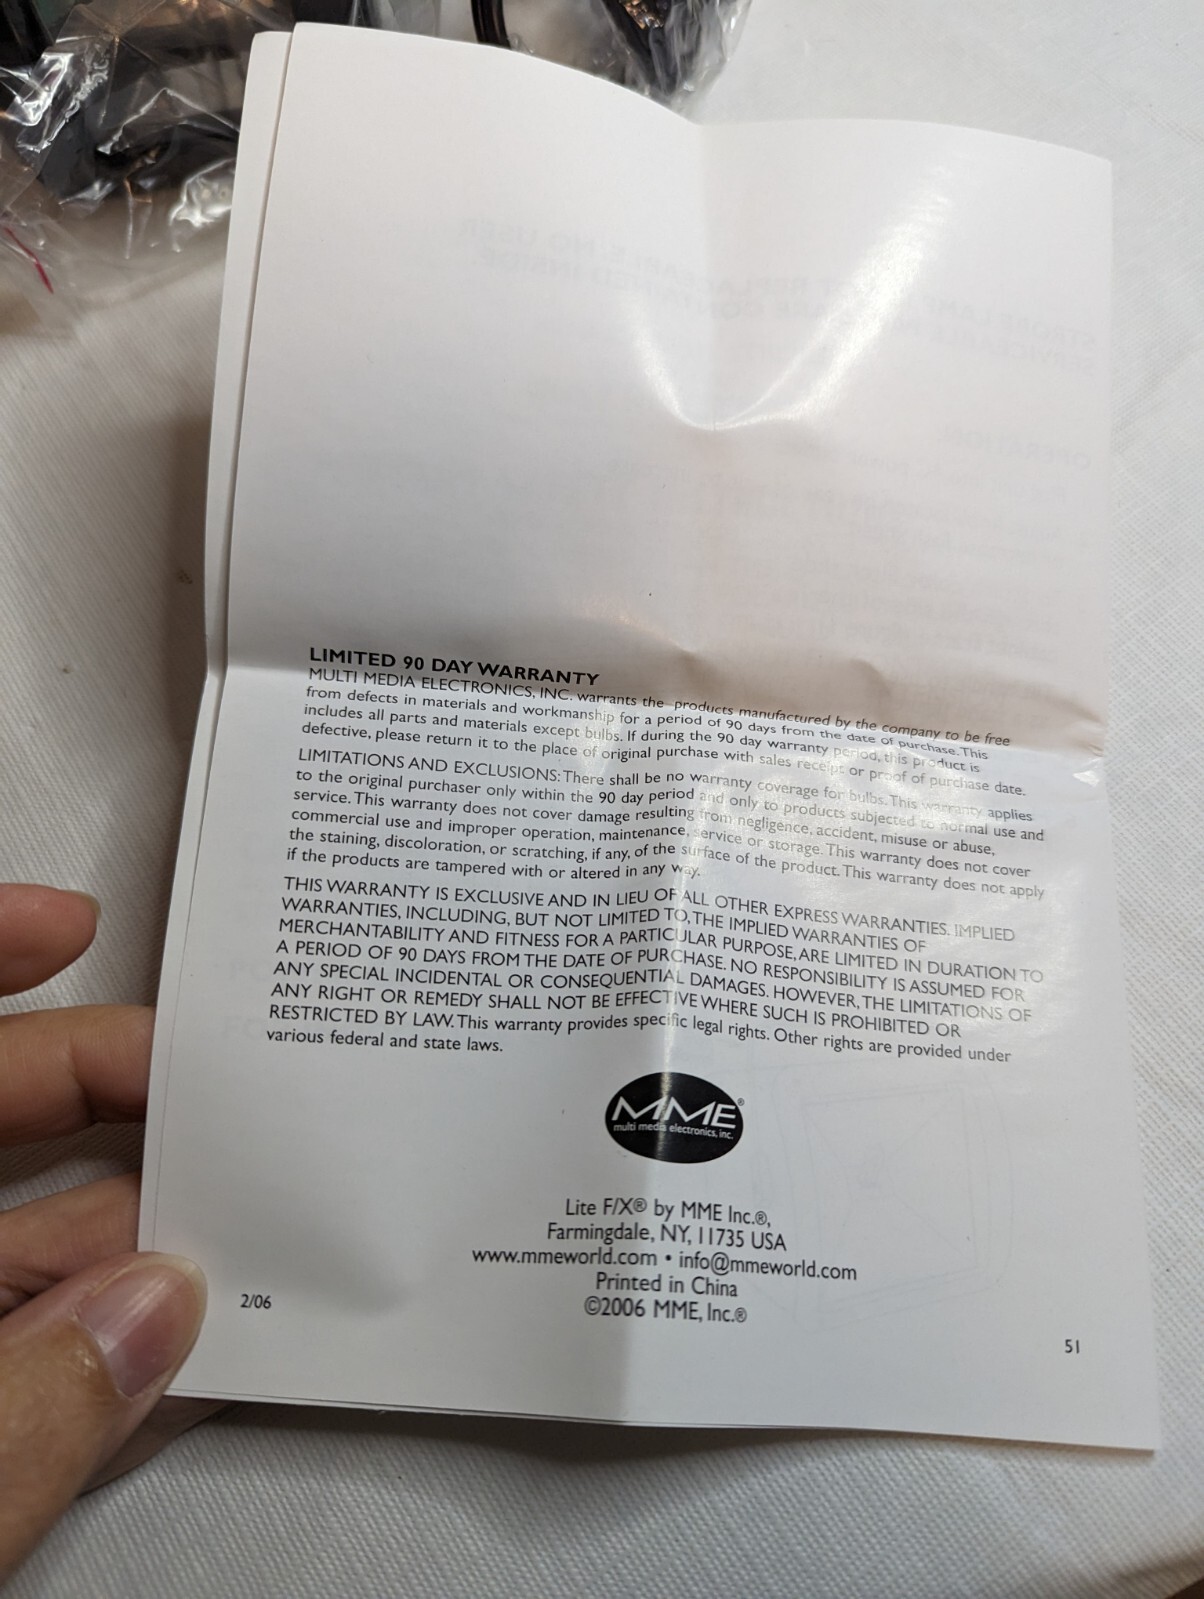 LIMITED 90 DAY WARRANTY
MULTI MEDIA ELECTRONICS, INC. warrants the products manufactured by the company to be free
from defects in materials and workmanship for a period of 90 days from the date of purchase. This
includes all parts and materials except bulbs. If during the 90 day warranty period, this product is
defective, please return it to the place of original purchase with sales receipt or proof of purchase date.
LIMITATIONS AND EXCLUSIONS: There shall be no warranty coverage for bulbs. This warranty applies
to the original purchaser only within the 90 day period and only to products subjected to normal use and
service. This warranty does not cover damage resulting from negligence, accident, misuse or abuse,
commercial use and improper operation, maintenance, service or storage. This warranty does not cover
the staining, discoloration, or scratching, if any, of the surface of the product. This warranty does not apply
if the products are tampered with or altered in any way.
THIS WARRANTY IS EXCLUSIVE AND IN LIEU OF ALL OTHER EXPRESS WARRANTIES. IMPLIED
WARRANTIES, INCLUDING, BUT NOT LIMITED TO, THE IMPLIED WARRANTIES OF
MERCHANTABILITY AND FITNESS FOR A PARTICULAR PURPOSE, ARE LIMITED IN DURATION TO
A PERIOD OF 90 DAYS FROM THE DATE OF PURCHASE. NO RESPONSIBILITY IS ASSUMED FOR
ANY SPECIAL INCIDENTAL OR CONSEQUENTIAL DAMAGES. HOWEVER, THE LIMITATIONS OF
ANY RIGHT OR REMEDY SHALL NOT BE EFFECTIVE WHERE SUCH IS PROHIBITED OR
RESTRICTED BY LAW. This warranty provides specific legal rights. Other rights are provided under
various federal and state laws.
MME®
multi media electronics, inc.
Lite F/X® by MME Inc.®,
Farmingdale, NY, 11735 USA
www.mmeworld.com • info@mmeworld.com
Printed in China
©2006 MME, Inc.®
2/06
51